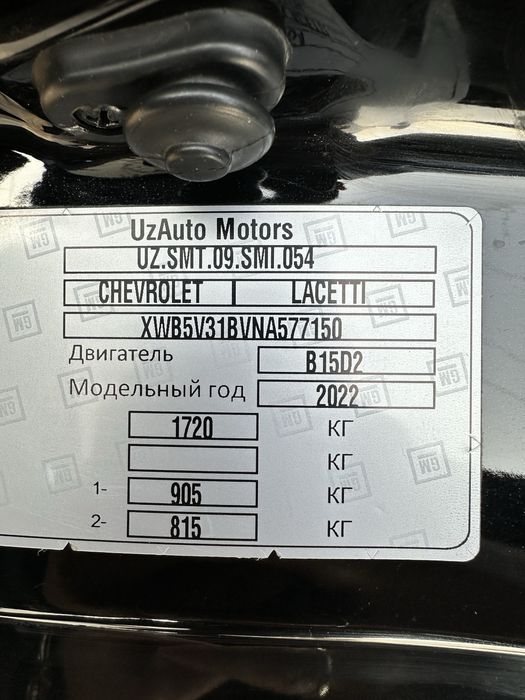 UzAuto Motors
UZ.SMT.09.SMI.054
CHEVROLET LACETTI
XWB5V31BVNA577150
Двигатель B15D2
Модельный год 2022
1720 КГ
КГ
1- 905 КГ
2- 815 КГ